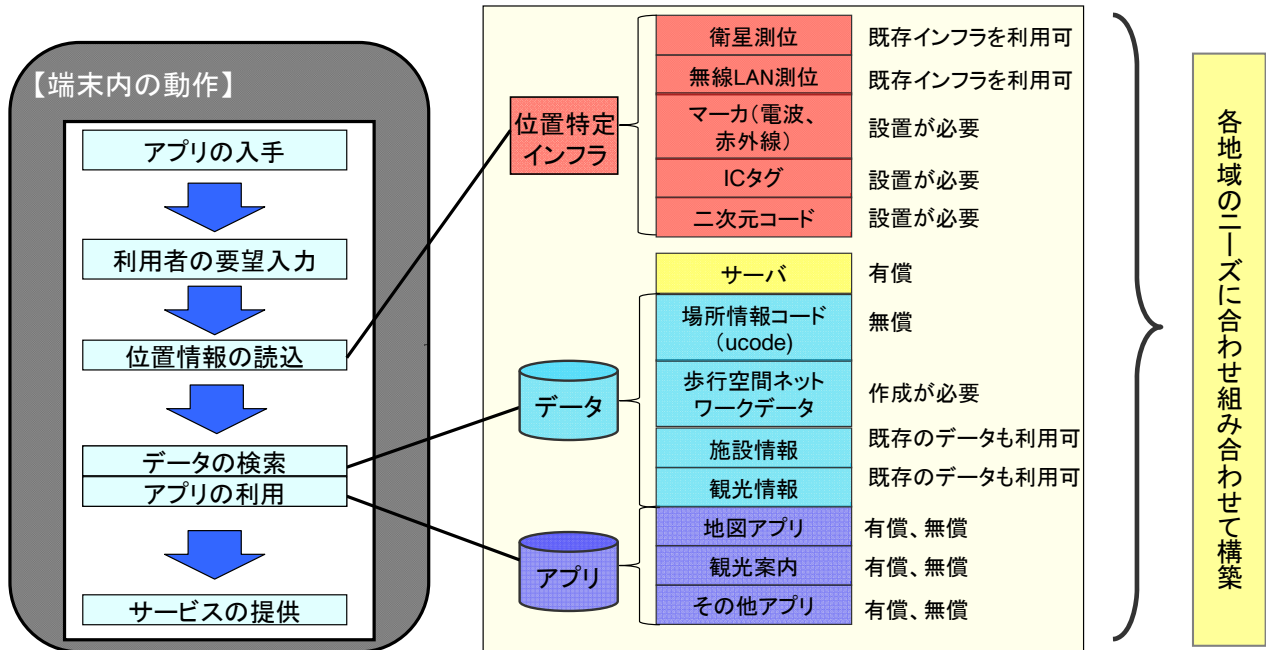 【端末内の動作】
アプリの入手
利用者の要望入力
位置情報の読込
データの検索
アプリの利用
サービスの提供
位置特定
インフラ
衛星測位 既存インフラを利用可
無線LAN測位 既存インフラを利用可
マーカ(電波、
赤外線) 設置が必要
ICタグ 設置が必要
二次元コード 設置が必要
データ
サーバ 有償
場所情報コード
(ucode) 無償
歩行空間ネット
ワークデータ 作成が必要
施設情報 既存のデータも利用可
観光情報 既存のデータも利用可
アプリ
地図アプリ 有償、無償
観光案内 有償、無償
その他アプリ 有償、無償
各地域のニーズに合わせ組み合わせて構築